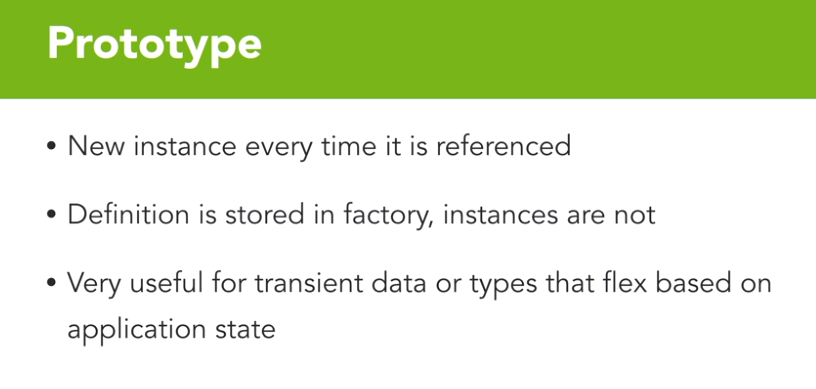 Prototype
• New instance every time it is referenced
• Definition is stored in factory, instances are not
• Very useful for transient data or types that flex based on
application state